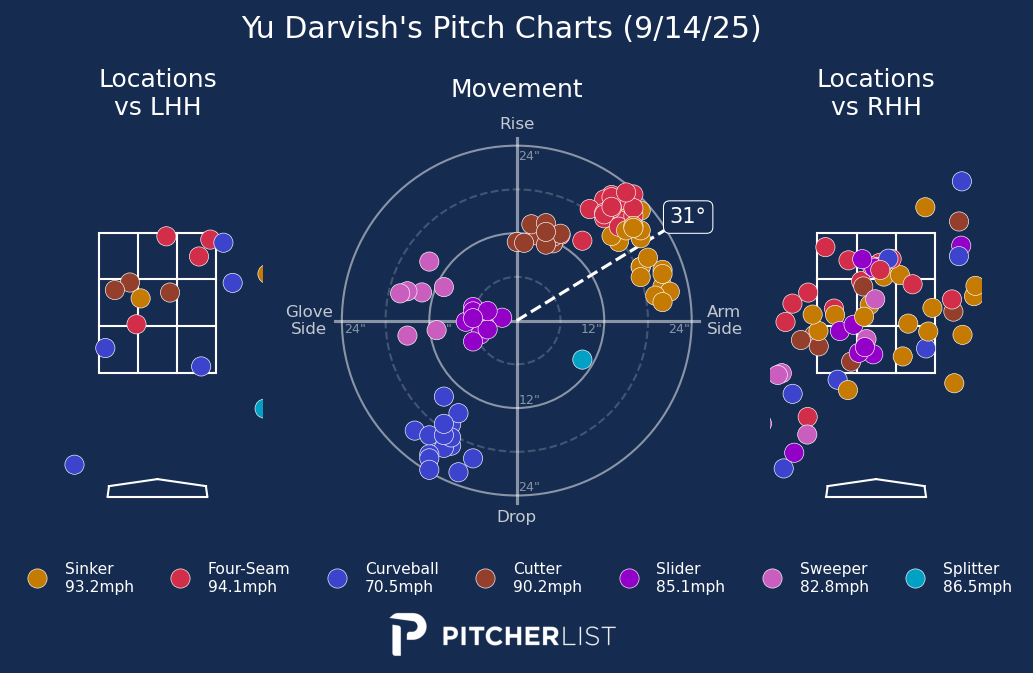 Yu Darvish's Pitch Charts (9/14/25)
Locations
vs LHH
Movement
Locations
vs RHH
Rise
24"
31°
Glove
Side
24"
12"
24"
Arm
Side
12"
24"
Drop
Sinker
93.2mph
Four-Seam
94.1mph
Curveball
70.5mph
Cutter
90.2mph
Slider
85.1mph
Sweeper
82.8mph
Splitter
86.5mph
PITCHERLIST